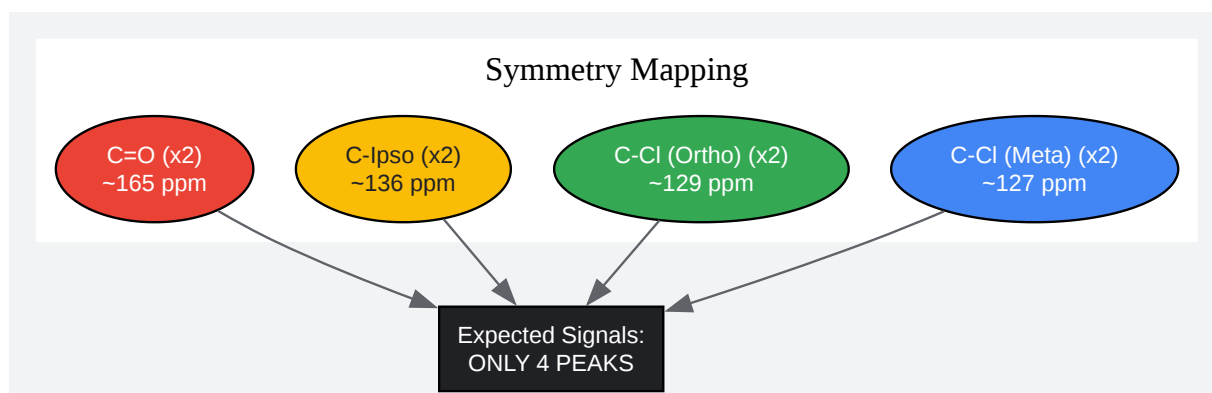 Symmetry Mapping
C=O (x2)
~165 ppm
C-Ipso (x2)
~136 ppm
C-Cl (Ortho) (x2)
~129 ppm
C-Cl (Meta) (x2)
~127 ppm
Expected Signals:
ONLY 4 PEAKS